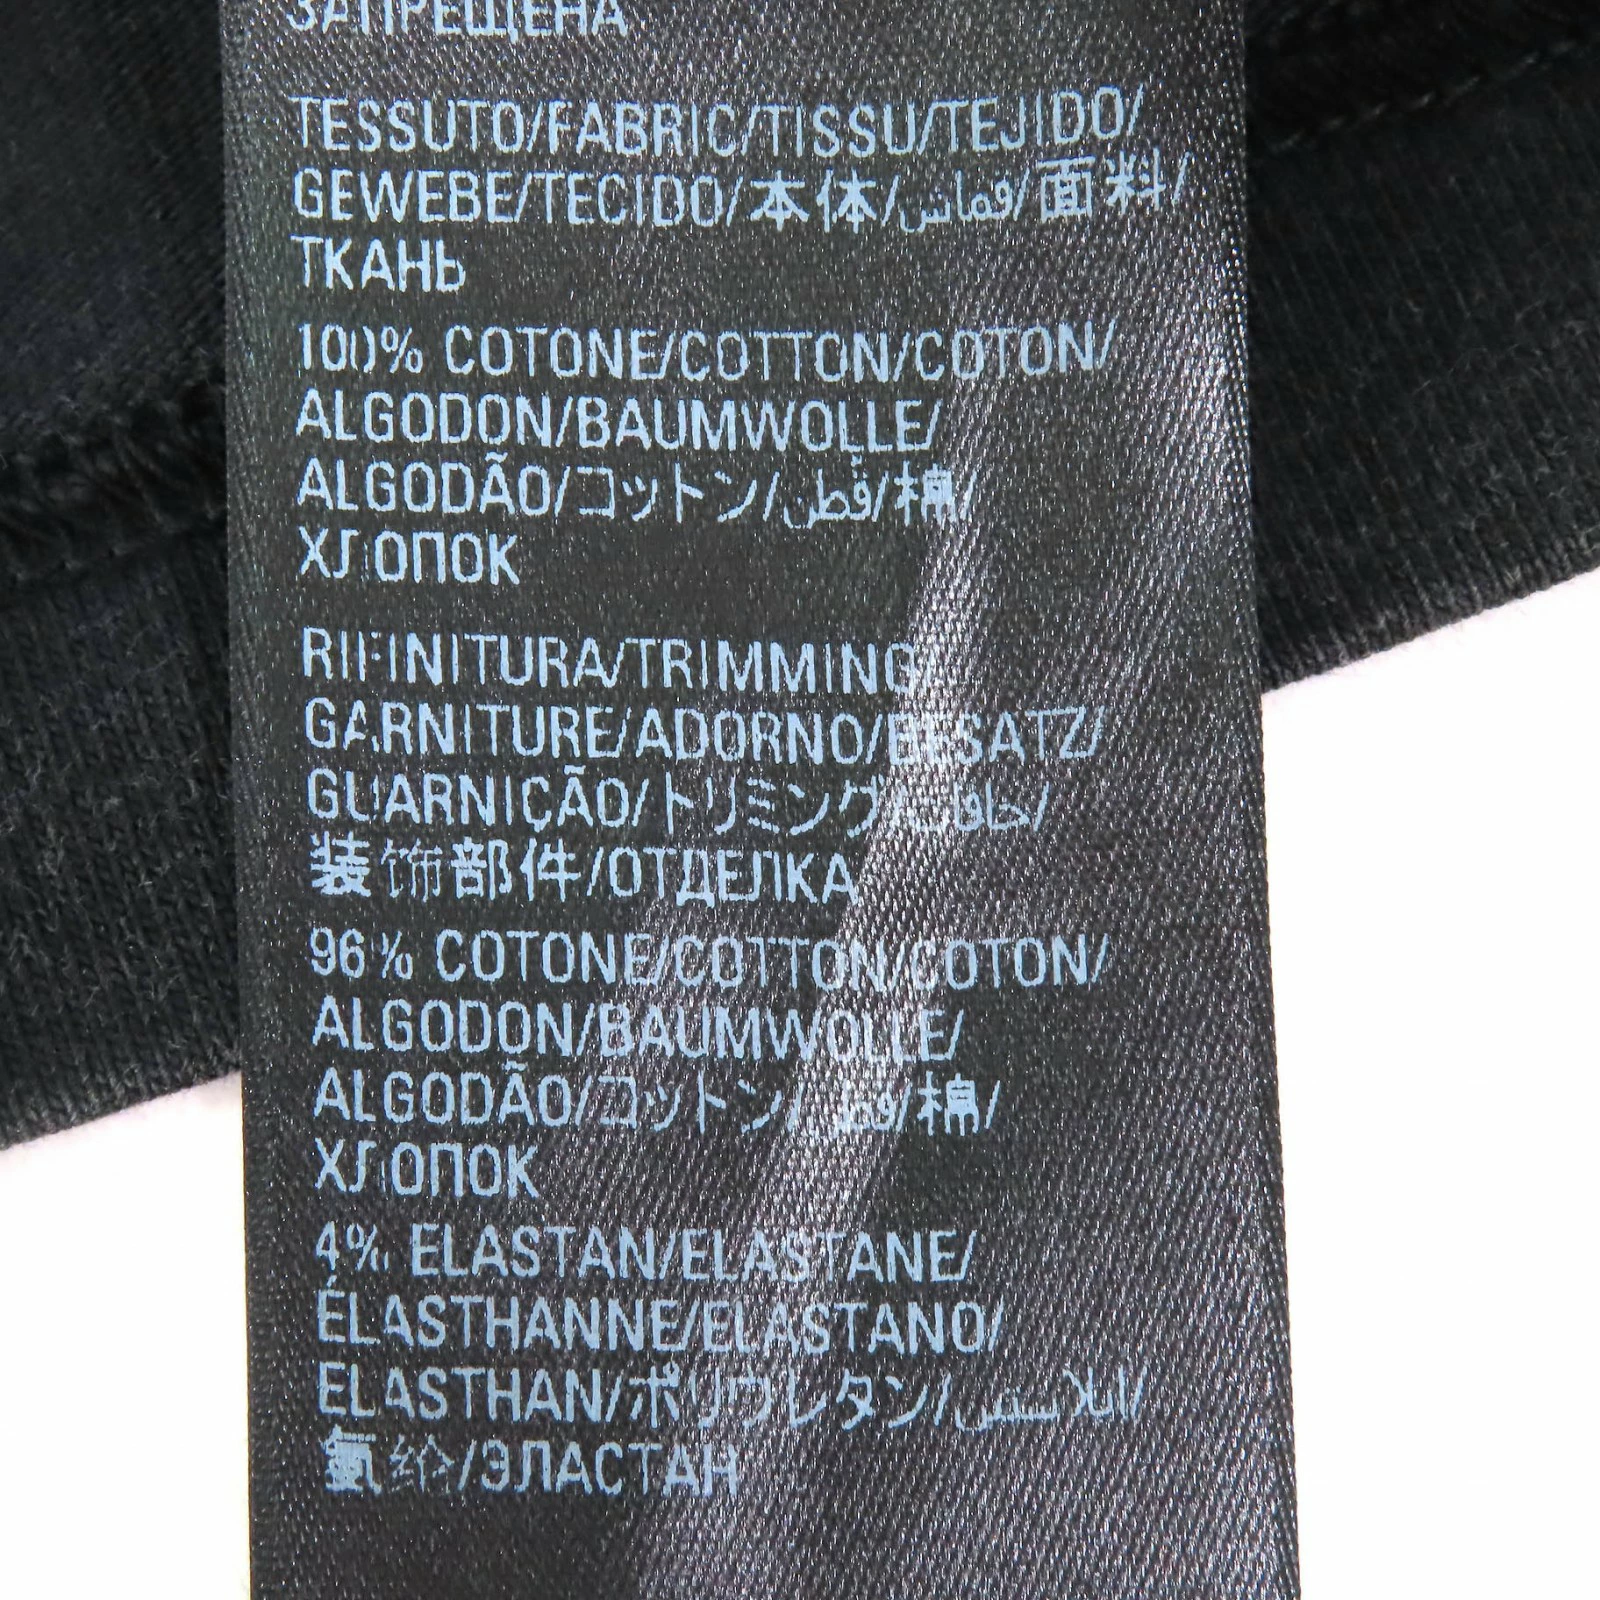 ЗАПРЕЩЕНА
TESSUTO/FABRIC/TISSU/TEJIDO/
GEWEBE/TECIDO/本体/قماش/面料/
ТКАНЬ
100% COTONE/COTTON/COTON/
ALGODON/BAUMWOLLE/
ALGODÃO/コットン/قطن/棉/
ХЛОПОК
RIFINITURA/TRIMMING
GARNITURE/ADORNO/BESATZ/
GUARNIÇÃO/トリミング/حافة/
装饰部件/ОТДЕЛКА
96% COTONE/COTTON/COTON/
ALGODON/BAUMWOLLE/
ALGODÃO/コットン/قطن/棉/
ХЛОПОК
4% ELASTAN/ELASTANE/
ÉLASTHANNE/ELASTANO/
ELASTHAN/ポリウレタン/
氨纶/ЭЛАСТАН